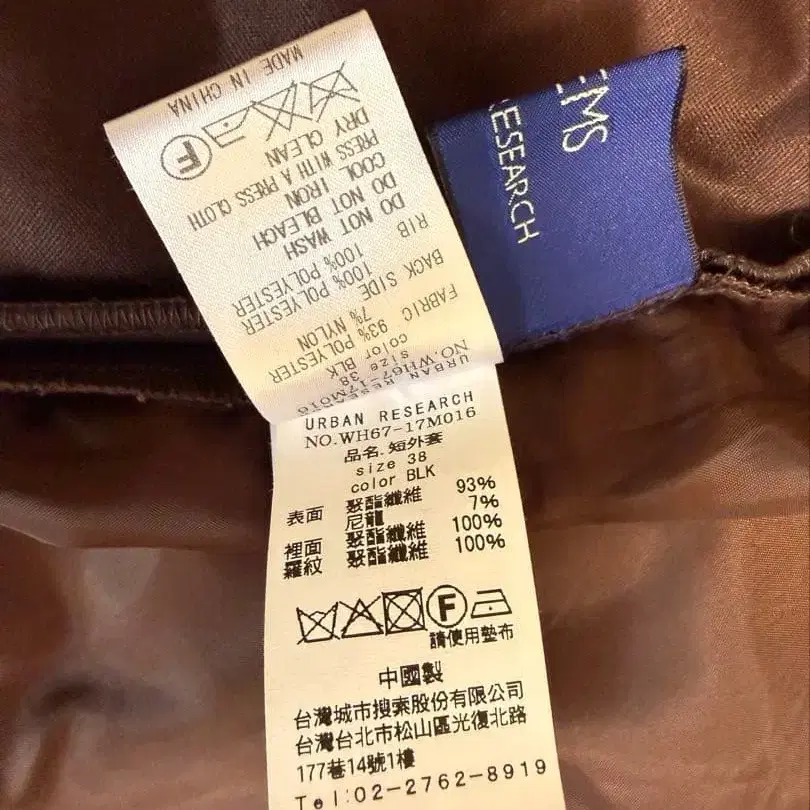 MADE IN CHINA
F
DRY CLEAN
PRESS WITH A PRESS CLOTH
COOL IRON
DO NOT BLEACH
DO NOT WASH
RIB
100% POLYESTER
BACK SIDE
100% POLYESTER
FABRIC
7% NYLON
93% POLYESTER
color BLK
size 38
NO.WH67-17M016
URBAN RESEA
EMS
RESEARCH
URBAN RESEARCH
NO.WH67-17M016
品名.短外套
size 38
color BLK
表面 聚酯纖維 93%
尼龍 7%
裡面 聚酯纖維 100%
羅紋 聚酯纖維 100%
F
請使用墊布
中國製
台灣城市搜索股份有限公司
台灣台北市松山區光復北路
177巷14號1樓
Tel:02-2762-8919